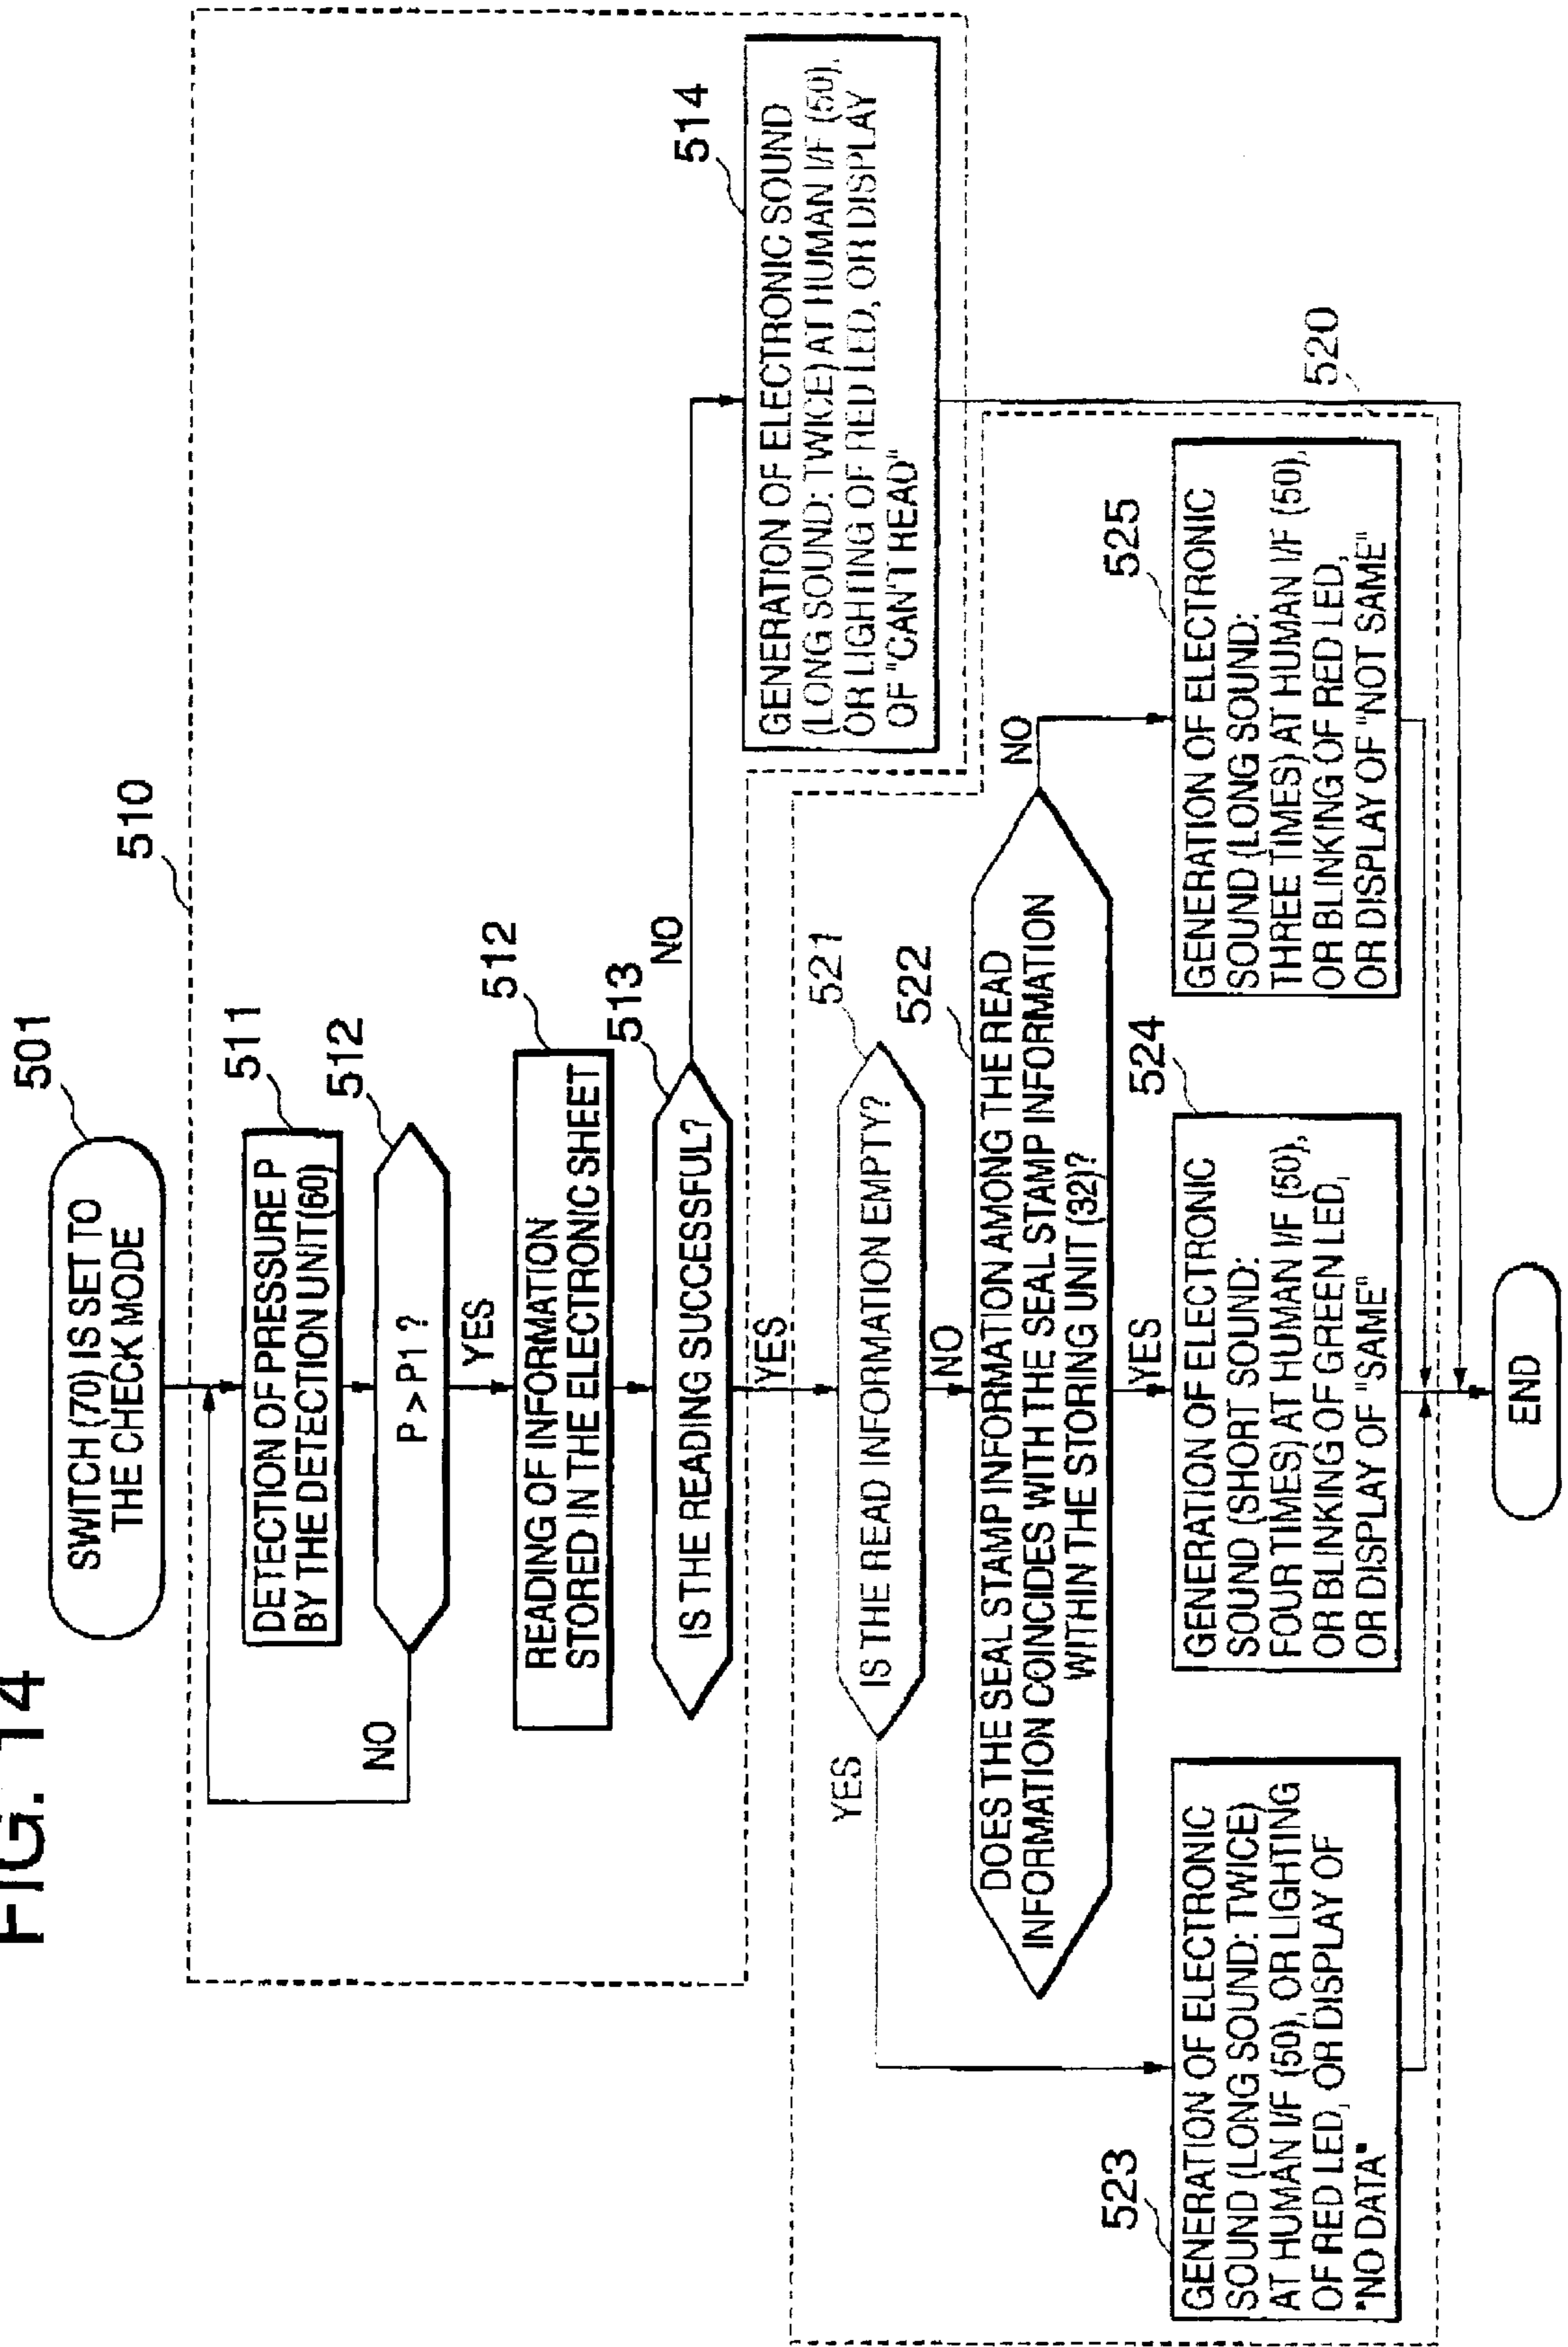 FIG. 14
501
SWITCH (70) IS SET TO
THE CHECK MODE
510
511
DETECTION OF PRESSURE P
BY THE DETECTION UNIT(60)
512
P > P1 ?
NO
YES
512
READING OF INFORMATION
STORED IN THE ELECTRONIC SHEET
513
IS THE READING SUCCESSFUL?
NO
YES
514
GENERATION OF ELECTRONIC SOUND
(LONG SOUND: TWICE) AT HUMAN I/F (50),
OR LIGHTING OF RED LED, OR DISPLAY
OF "CAN'T READ"
520
521
IS THE READ INFORMATION EMPTY?
YES
NO
522
DOES THE SEAL STAMP INFORMATION AMONG THE READ
INFORMATION COINCIDES WITH THE SEAL STAMP INFORMATION
WITHIN THE STORING UNIT (32)?
NO
YES
523
GENERATION OF ELECTRONIC
SOUND (LONG SOUND: TWICE)
AT HUMAN I/F (50), OR LIGHTING
OF RED LED, OR DISPLAY OF
"NO DATA"
524
GENERATION OF ELECTRONIC
SOUND (SHORT SOUND:
FOUR TIMES) AT HUMAN I/F (50),
OR BLINKING OF GREEN LED,
OR DISPLAY OF "SAME"
525
GENERATION OF ELECTRONIC
SOUND (LONG SOUND:
THREE TIMES) AT HUMAN I/F (50),
OR BLINKING OF RED LED,
OR DISPLAY OF "NOT SAME"
END